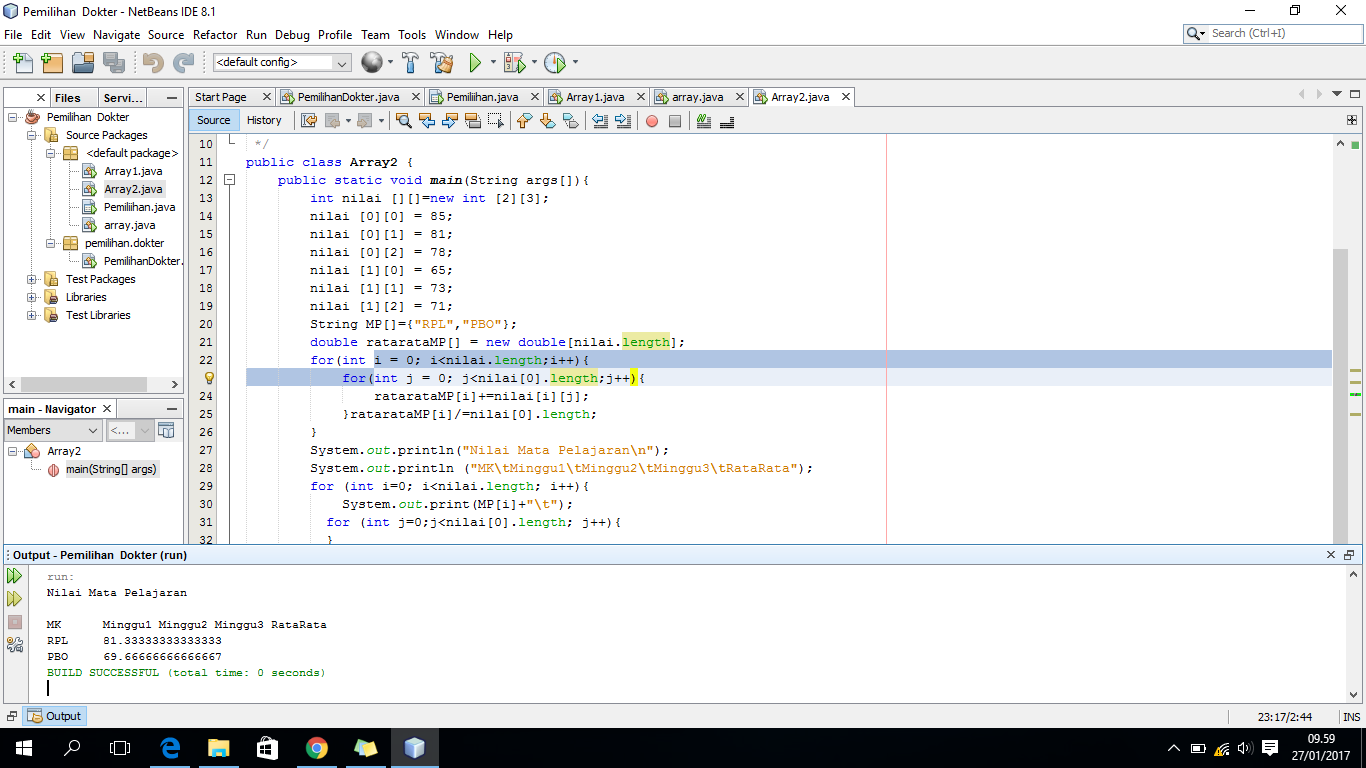 Pemilihan Dokter - NetBeans IDE 8.1
File Edit View Navigate Source Refactor Run Debug Profile Team Tools Window Help
Search (Ctrl+I)
<default config>
Files Servi...
Start Page PemilihanDokter.java Pemiliihan.java Array1.java array.java Array2.java
Source History
Pemilihan Dokter
Source Packages
<default package>
Array1.java
Array2.java
Pemiliihan.java
array.java
pemilihan.dokter
PemilihanDokter.
Test Packages
Libraries
Test Libraries
main - Navigator
Members <...
Array2
main(String[] args)
10 */
11 public class Array2 {
12 public static void main(String args[]){
13 int nilai [][]=new int [2][3];
14 nilai [0][0] = 85;
15 nilai [0][1] = 81;
16 nilai [0][2] = 78;
17 nilai [1][0] = 65;
18 nilai [1][1] = 73;
19 nilai [1][2] = 71;
20 String MP[]={"RPL","PBO"};
21 double ratarataMP[] = new double[nilai.length];
22 for(int i = 0; i<nilai.length;i++){
for(int j = 0; j<nilai[0].length;j++){
24 ratarataMP[i]+=nilai[i][j];
25 }ratarataMP[i]/=nilai[0].length;
26 }
27 System.out.println("Nilai Mata Pelajaran\n");
28 System.out.println ("MK\tMinggu1\tMinggu2\tMinggu3\tRataRata");
29 for (int i=0; i<nilai.length; i++){
30 System.out.print(MP[i]+"\t");
31 for (int j=0;j<nilai[0].length; j++){
32 }
Output - Pemilihan Dokter (run)
run:
Nilai Mata Pelajaran
MK Minggu1 Minggu2 Minggu3 RataRata
RPL 81.33333333333333
PBO 69.66666666666667
BUILD SUCCESSFUL (total time: 0 seconds)
Output
23:17/2:44 INS
09.59
27/01/2017